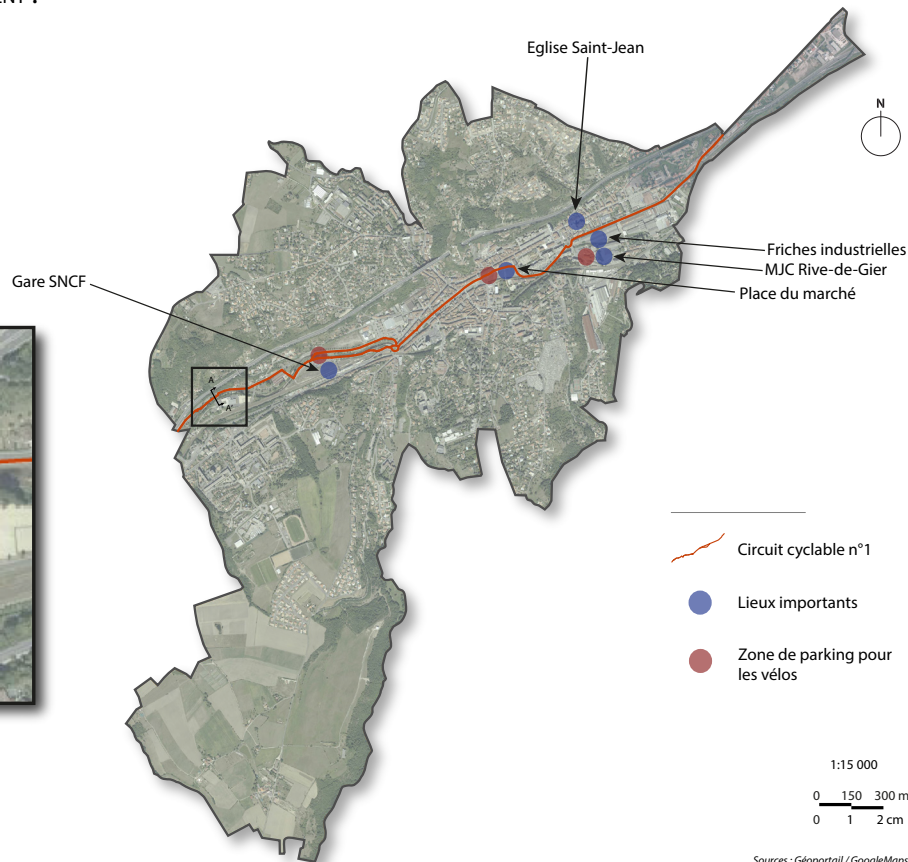 ENT :
Eglise Saint-Jean
N
Friches industrielles
MJC Rive-de-Gier
Place du marché
Gare SNCF
A
A'
Circuit cyclable n°1
Lieux importants
Zone de parking pour
les vélos
1:15 000
0 150 300 m
0 1 2 cm
Sources : Géoportail / GoogleMaps